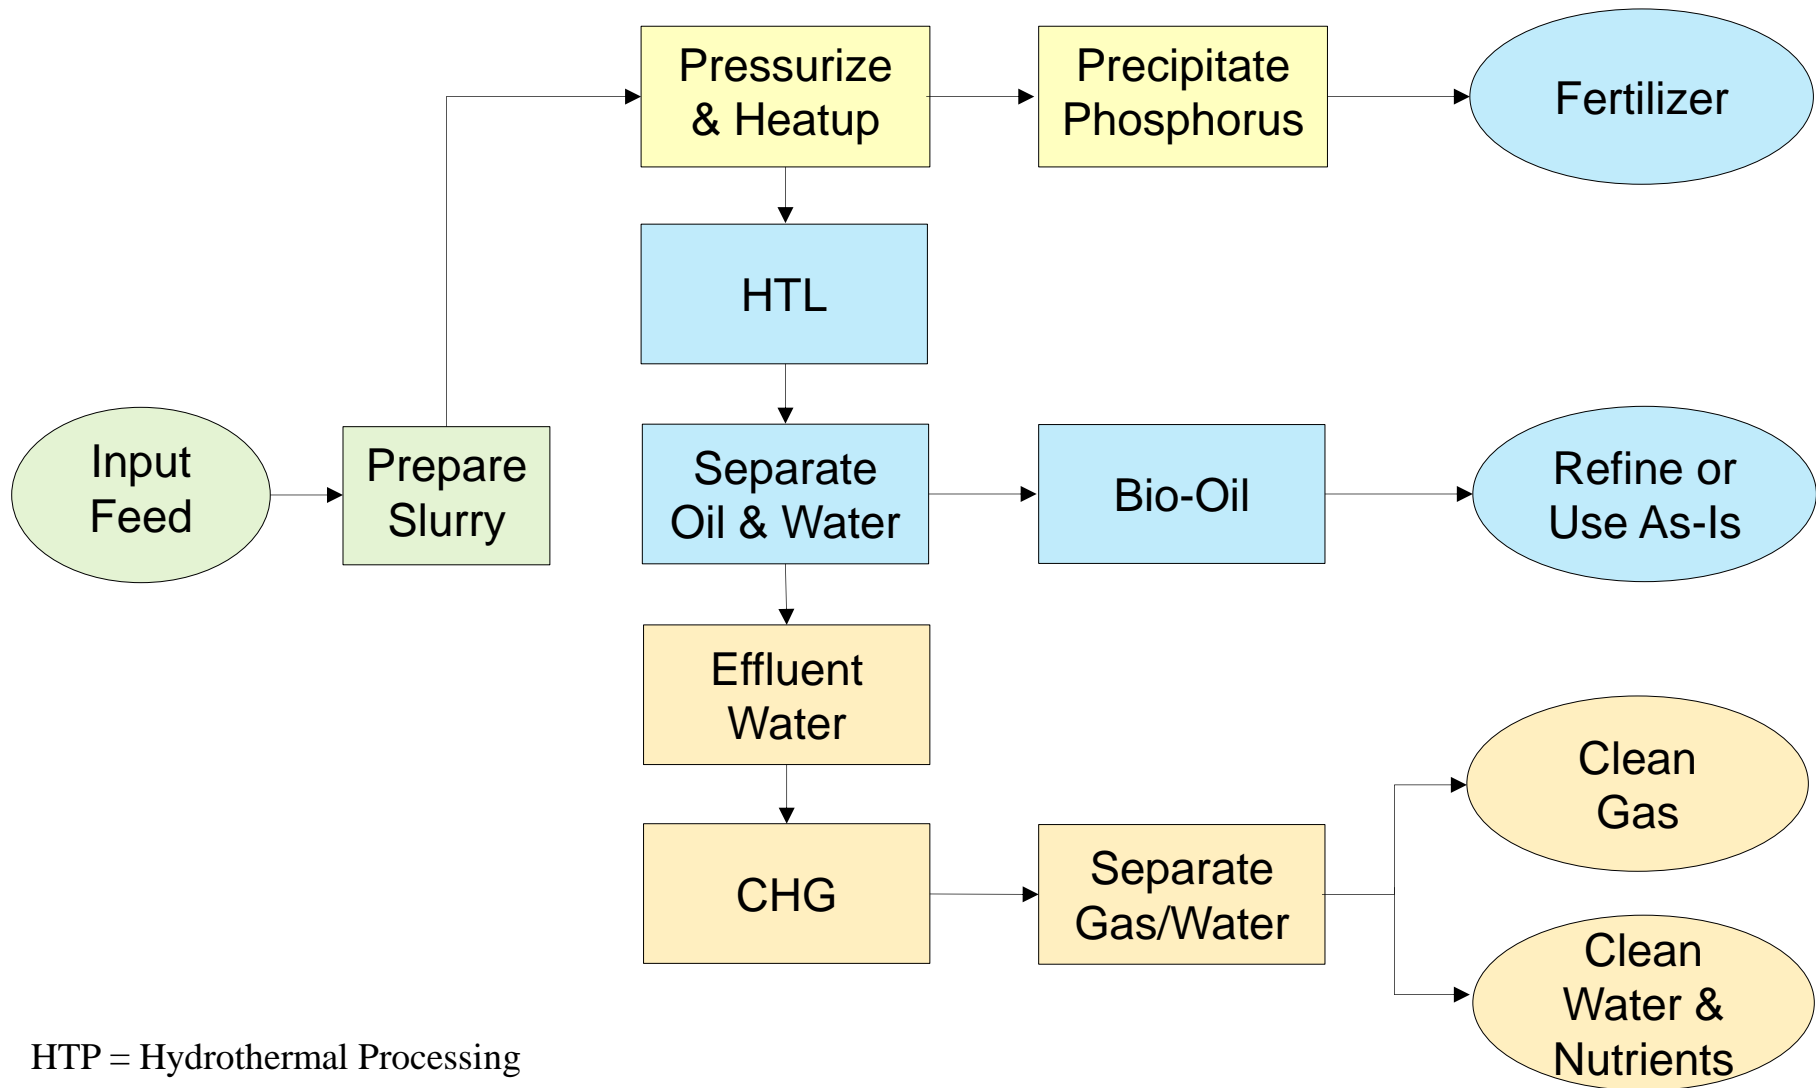 Pressurize
& Heatup
Precipitate
Phosphorus
Fertilizer
HTL
Input
Feed
Prepare
Slurry
Separate
Oil & Water
Bio-Oil
Refine or
Use As-Is
Effluent
Water
Clean
Gas
CHG
Separate
Gas/Water
Clean
Water &
Nutrients
HTP = Hydrothermal Processing